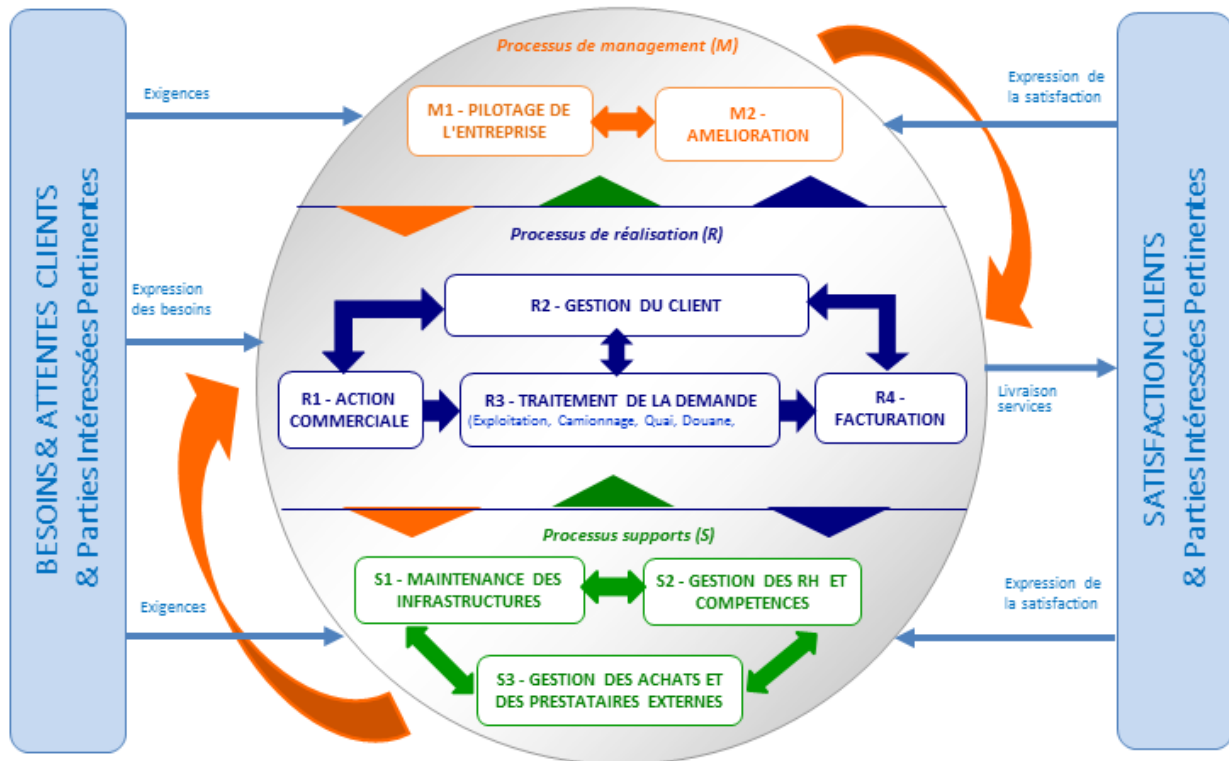 BESOINS & ATTENTES CLIENTS
& Parties Intéressées Pertinentes
Exigences
Expression
des besoins
Exigences
Processus de management (M)
M1 - PILOTAGE DE
L'ENTREPRISE
M2 -
AMELIORATION
Processus de réalisation (R)
R2 - GESTION DU CLIENT
R1 - ACTION
COMMERCIALE
R3 - TRAITEMENT DE LA DEMANDE
(Exploitation, Camionnage, Quai, Douane,
R4 -
FACTURATION
Processus supports (S)
S1 - MAINTENANCE DES
INFRASTRUCTURES
S2 - GESTION DES RH ET
COMPETENCES
S3 - GESTION DES ACHATS ET
DES PRESTATAIRES EXTERNES
Expression de
la satisfaction
Livraison
services
Expression de
la satisfaction
SATISFACTION CLIENTS
& Parties Intéressées Pertinentes